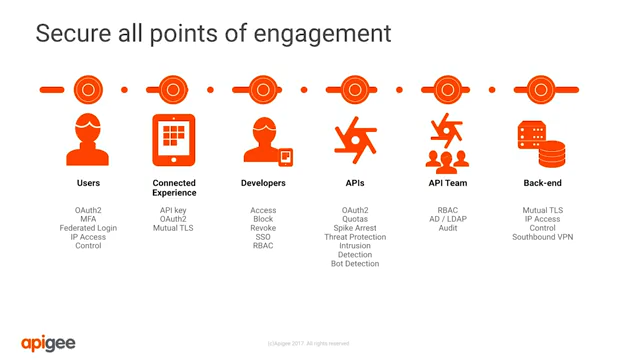 Secure all points of engagement
Users
OAuth2
MFA
Federated Login
IP Access
Control
Connected
Experience
API key
OAuth2
Mutual TLS
Developers
Access
Block
Revoke
SSO
RBAC
APIs
OAuth2
Quotas
Spike Arrest
Threat Protection
Intrusion
Detection
Bot Detection
API Team
RBAC
AD / LDAP
Audit
Back-end
Mutual TLS
IP Access
Control
Southbound VPN
apigee
(c)Apigee 2017. All rights reserved